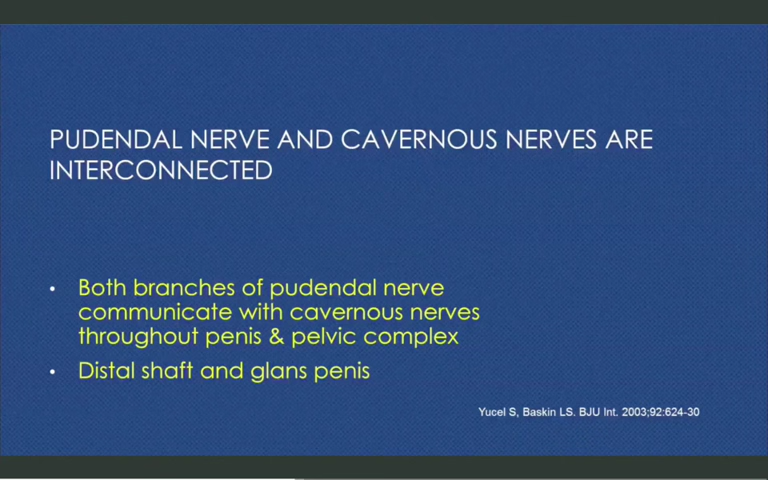 PUDENDAL NERVE AND CAVERNOUS NERVES ARE
INTERCONNECTED
• Both branches of pudendal nerve
communicate with cavernous nerves
throughout penis & pelvic complex
• Distal shaft and glans penis
Yucel S, Baskin LS. BJU Int. 2003;92:624-30